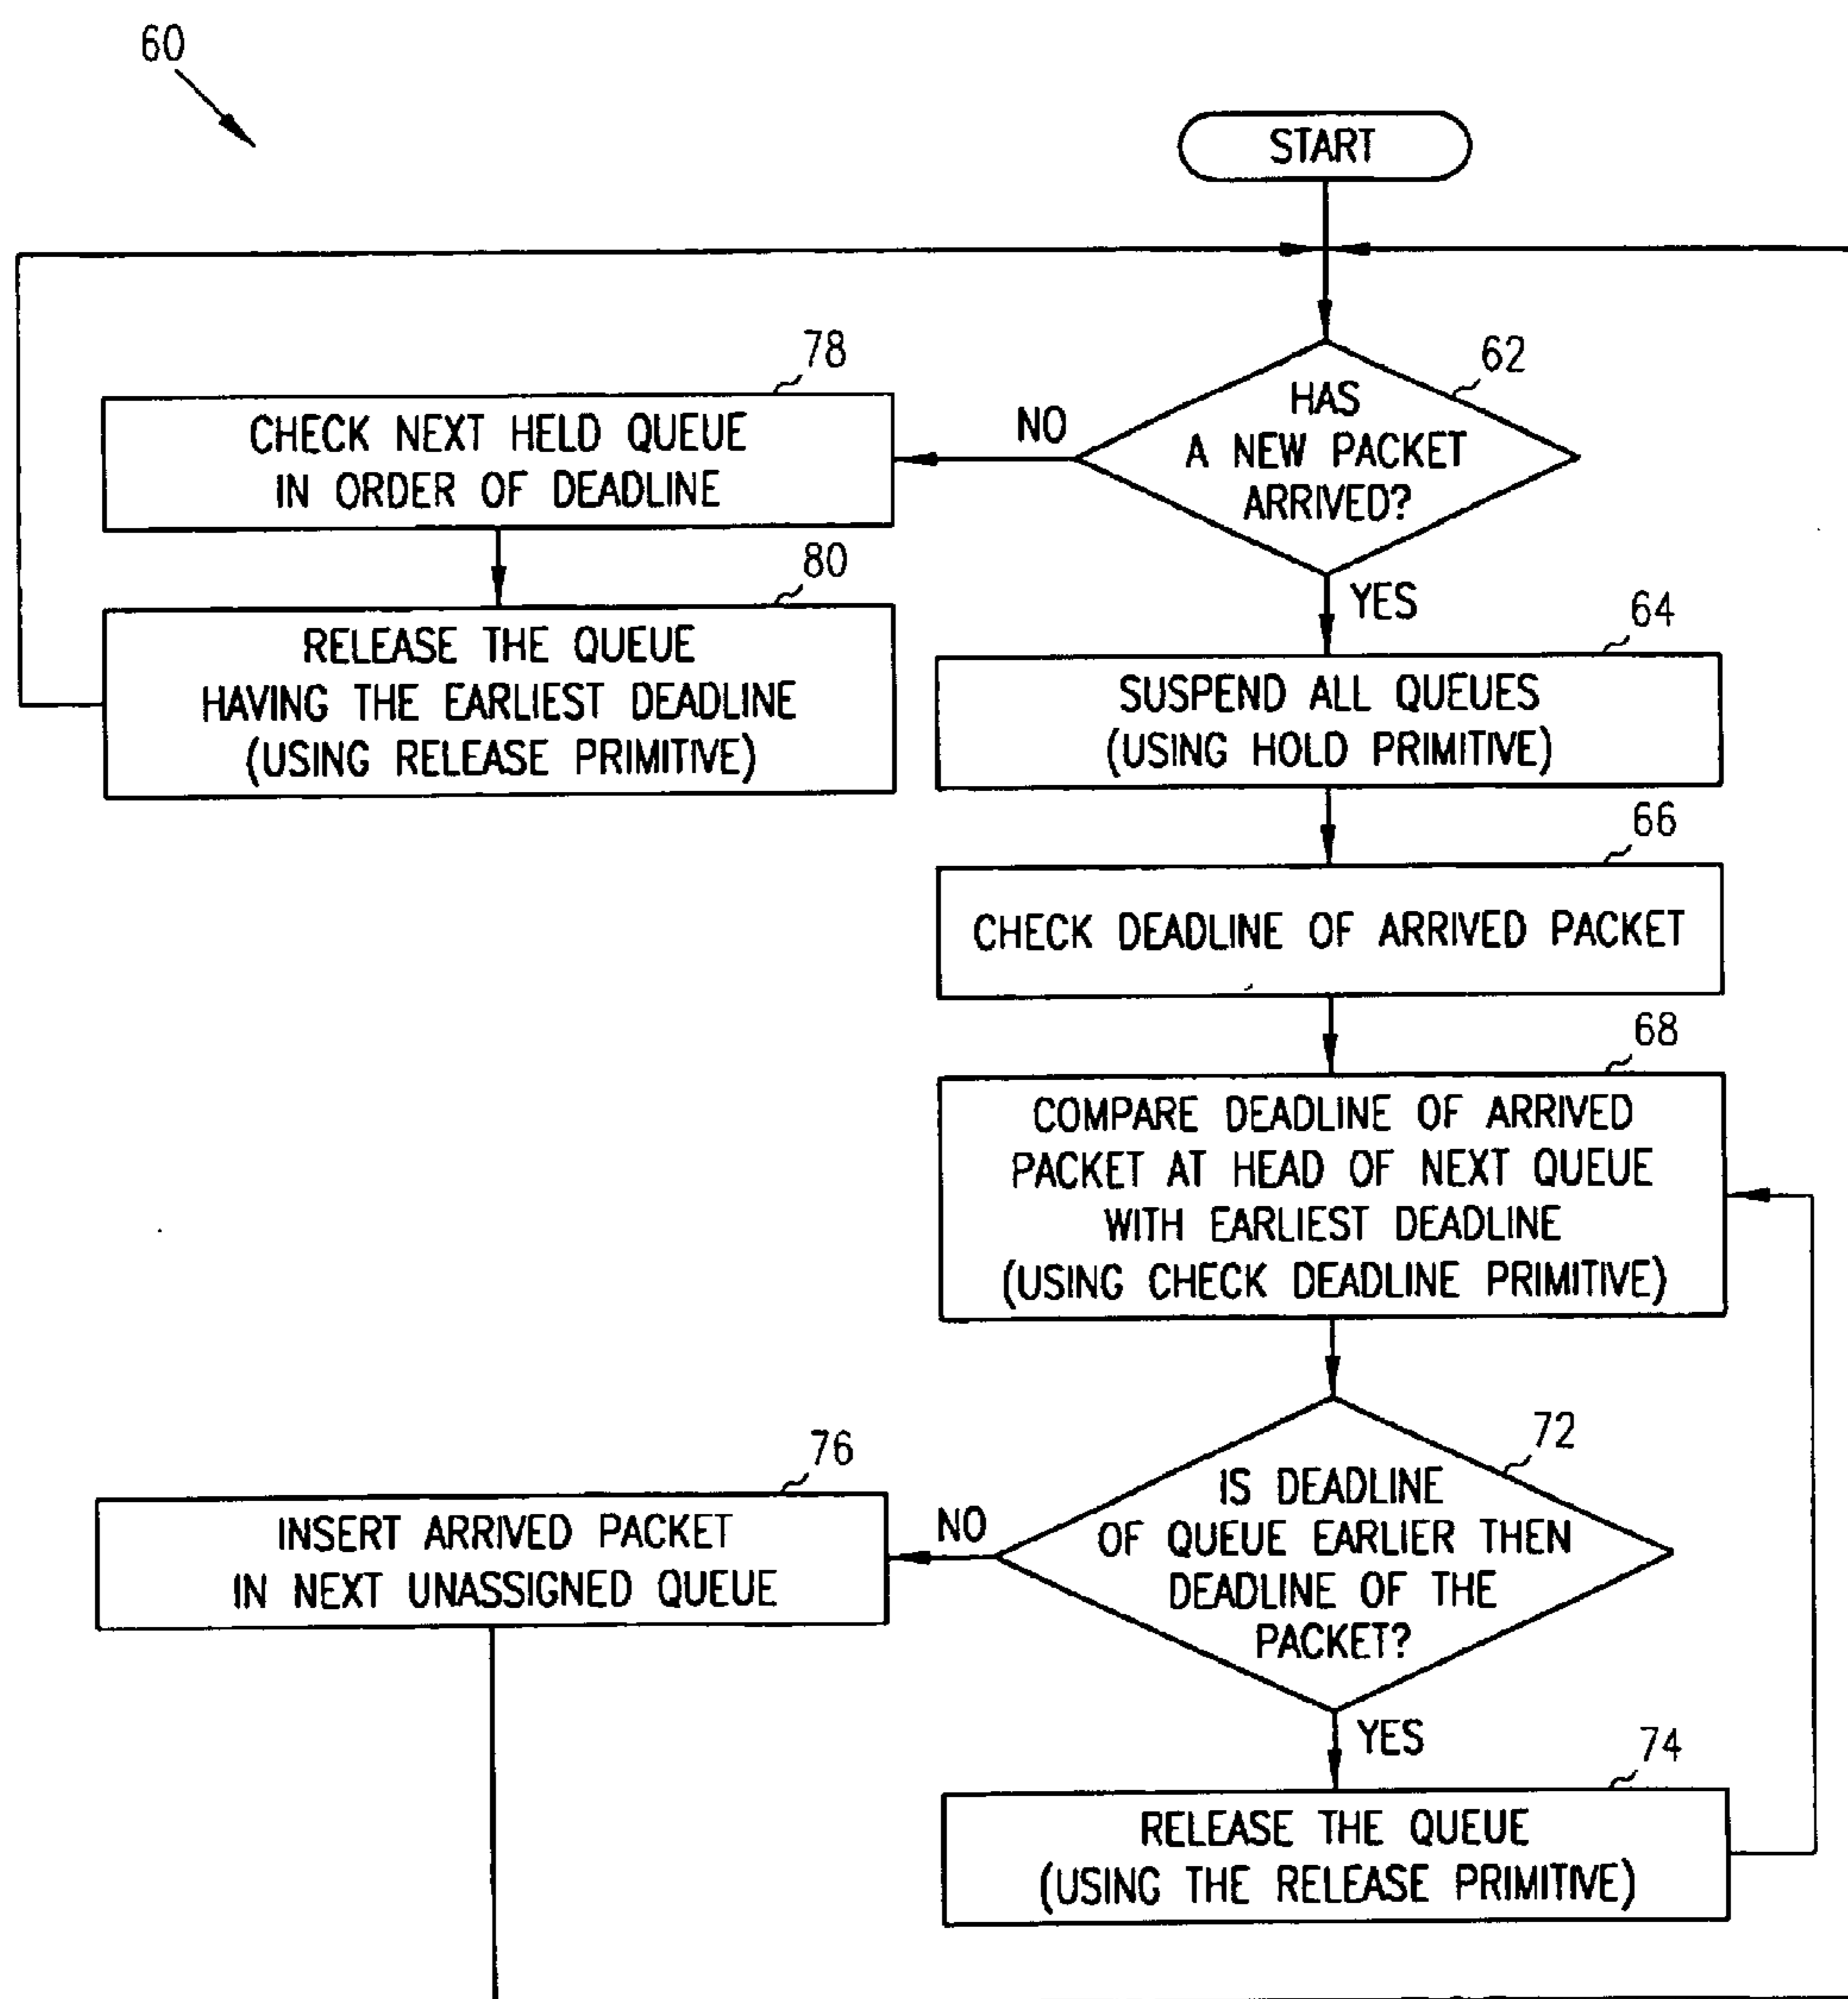 60
START
78
CHECK NEXT HELD QUEUE
IN ORDER OF DEADLINE
NO
62
HAS
A NEW PACKET
ARRIVED?
80
RELEASE THE QUEUE
HAVING THE EARLIEST DEADLINE
(USING RELEASE PRIMITIVE)
YES
64
SUSPEND ALL QUEUES
(USING HOLD PRIMITIVE)
66
CHECK DEADLINE OF ARRIVED PACKET
68
COMPARE DEADLINE OF ARRIVED
PACKET AT HEAD OF NEXT QUEUE
WITH EARLIEST DEADLINE
(USING CHECK DEADLINE PRIMITIVE)
72
IS DEADLINE
OF QUEUE EARLIER THEN
DEADLINE OF THE
PACKET?
NO
76
INSERT ARRIVED PACKET
IN NEXT UNASSIGNED QUEUE
YES
74
RELEASE THE QUEUE
(USING THE RELEASE PRIMITIVE)